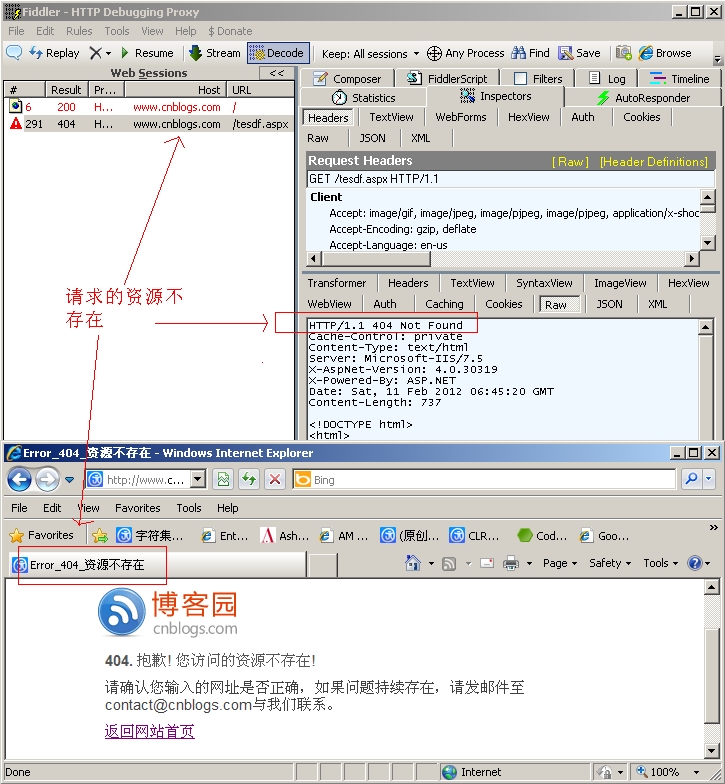 Fiddler - HTTP Debugging Proxy
File Edit Rules Tools View Help $ Donate
Replay X Resume Stream Decode Keep: All sessions Any Process Find Save Browse
Web Sessions <<
# Result Pr... Host URL
6 200 H... www.cnblogs.com /
291 404 H... www.cnblogs.com /tesdf.aspx
请求的资源不
存在
Composer FiddlerScript Filters Log Timeline
Statistics Inspectors AutoResponder
Headers TextView WebForms HexView Auth Cookies
Raw JSON XML
Request Headers [ Raw ] [Header Definitions]
GET /tesdf.aspx HTTP/1.1
Client
Accept: image/gif, image/jpeg, image/pjpeg, image/pjpeg, application/x-shoc
Accept-Encoding: gzip, deflate
Accept-Language: en-us
Transformer Headers TextView SyntaxView ImageView HexView
WebView Auth Caching Cookies Raw JSON XML
HTTP/1.1 404 Not Found
Cache-Control: private
Content-Type: text/html
Server: Microsoft-IIS/7.5
X-AspNet-Version: 4.0.30319
X-Powered-By: ASP.NET
Date: Sat, 11 Feb 2012 06:45:20 GMT
Content-Length: 737
<!DOCTYPE html>
<html>
Error_404_资源不存在 - Windows Internet Explorer
http://www.c... Bing
File Edit View Favorites Tools Help
Favorites 字符集... Ent... Ash... AM ... (原创... CLR... Cod... Goo... »
Error_404_资源不存在 Page Safety Tools »
博客园
cnblogs.com
404. 抱歉! 您访问的资源不存在!
请确认您输入的网址是否正确，如果问题持续存在，请发邮件至
contact@cnblogs.com与我们联系。
返回网站首页
Done Internet 100%